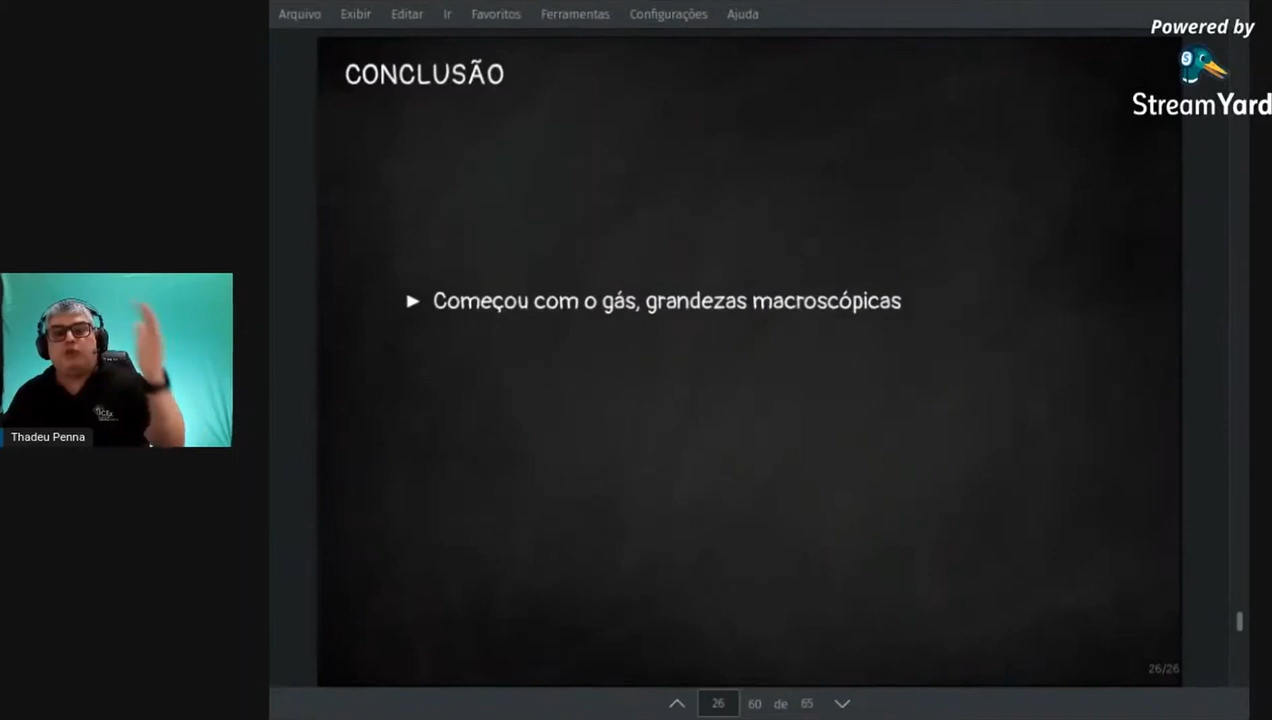 Arquivo Exibir Editar Ir Favoritos Ferramentas Configurações Ajuda
Powered by
StreamYard
CONCLUSÃO
► Começou com o gás, grandezas macroscópicas
Thadeu Penna
26/26
26 60 de 65